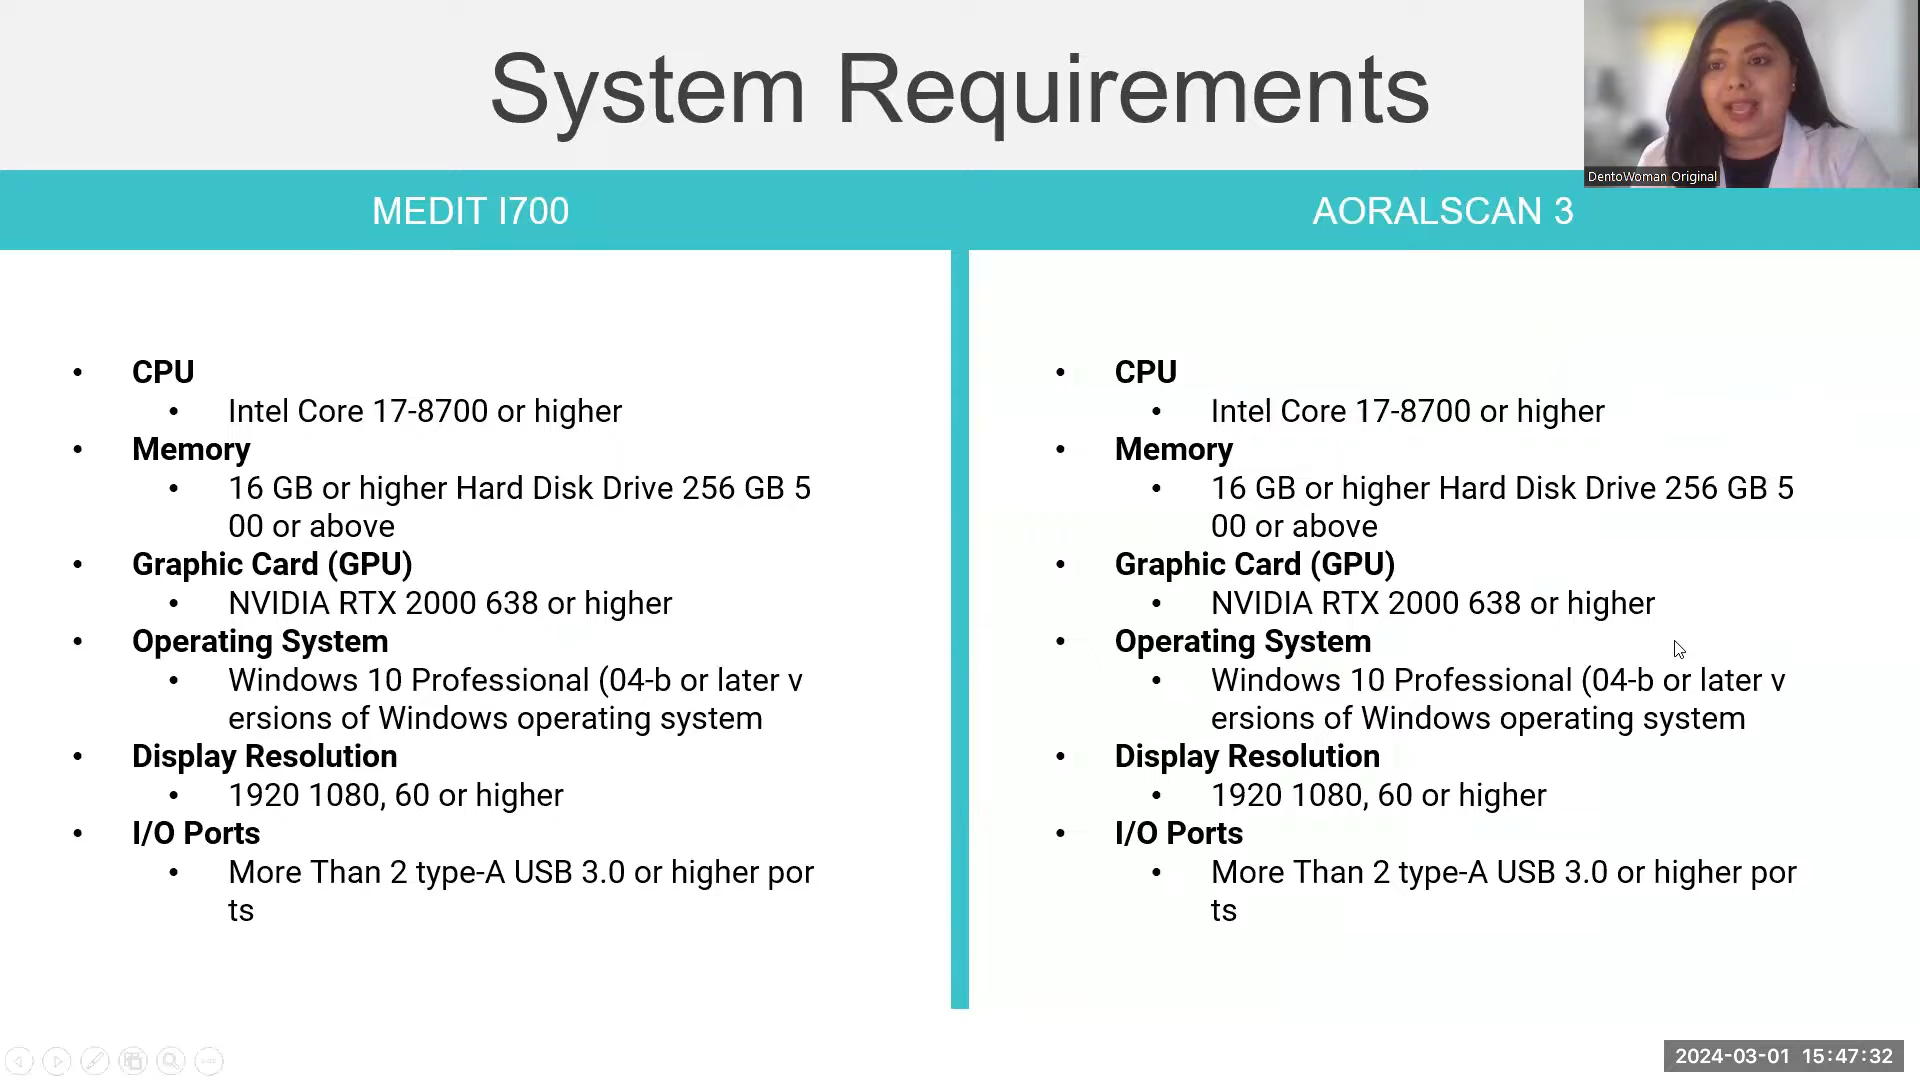 System Requirements
DentoWoman Original
MEDIT I700
AORALSCAN 3
• CPU
• Intel Core 17-8700 or higher
• Memory
• 16 GB or higher Hard Disk Drive 256 GB 5
00 or above
• Graphic Card (GPU)
• NVIDIA RTX 2000 638 or higher
• Operating System
• Windows 10 Professional (04-b or later v
ersions of Windows operating system
• Display Resolution
• 1920 1080, 60 or higher
• I/O Ports
• More Than 2 type-A USB 3.0 or higher por
ts
• CPU
• Intel Core 17-8700 or higher
• Memory
• 16 GB or higher Hard Disk Drive 256 GB 5
00 or above
• Graphic Card (GPU)
• NVIDIA RTX 2000 638 or higher
• Operating System
• Windows 10 Professional (04-b or later v
ersions of Windows operating system
• Display Resolution
• 1920 1080, 60 or higher
• I/O Ports
• More Than 2 type-A USB 3.0 or higher por
ts
2024-03-01 15:47:32